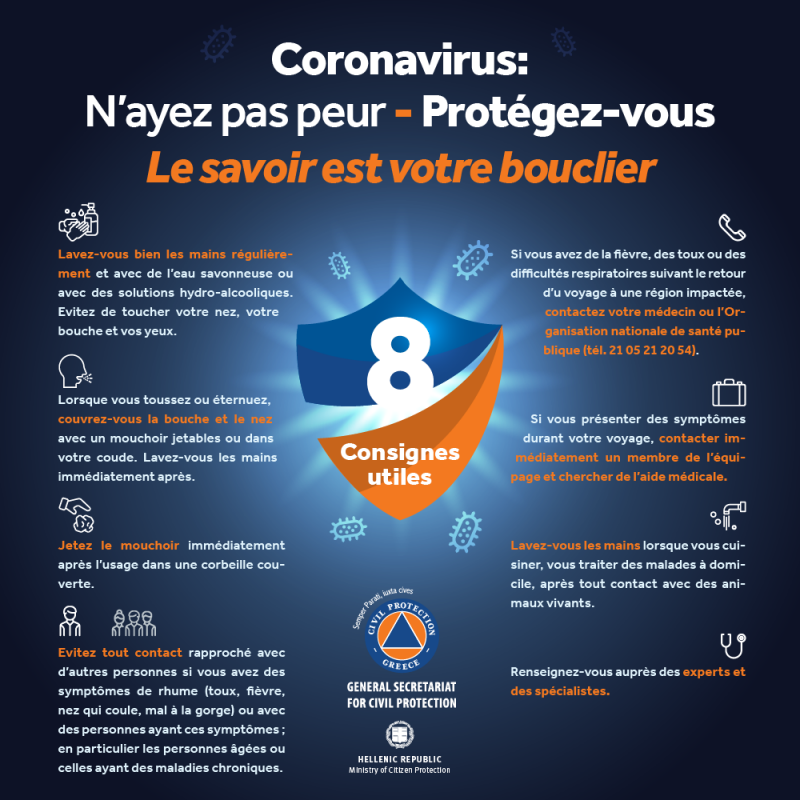 Coronavirus:
N'ayez pas peur - Protégez-vous
Le savoir est votre bouclier
Lavez-vous bien les mains régulière-
ment et avec de l'eau savonneuse ou
avec des solutions hydro-alcooliques.
Evitez de toucher votre nez, votre
bouche et vos yeux.
Lorsque vous toussez ou éternuez,
couvrez-vous la bouche et le nez
avec un mouchoir jetables ou dans
votre coude. Lavez-vous les mains
immédiatement après.
Jetez le mouchoir immédiatement
après l'usage dans une corbeille cou-
verte.
Evitez tout contact rapproché avec
d'autres personnes si vous avez des
symptômes de rhume (toux, fièvre,
nez qui coule, mal à la gorge) ou avec
des personnes ayant ces symptômes ;
en particulier les personnes âgées ou
celles ayant des maladies chroniques.
8
Consignes
utiles
Si vous avez de la fièvre, des toux ou des
difficultés respiratoires suivant le retour
d'u voyage à une région impactée,
contactez votre médecin ou l'Or-
ganisation nationale de santé pu-
blique (tél. 21 05 21 20 54).
Si vous présenter des symptômes
durant votre voyage, contacter im-
médiatement un membre de l'équi-
page et chercher de l'aide médicale.
Lavez-vous les mains lorsque vous cui-
siner, vous traiter des malades à domi-
cile, après tout contact avec des ani-
maux vivants.
Renseignez-vous auprès des experts et
des spécialistes.
Semper Parati, iuxta cives
CIVIL PROTECTION
GREECE
GENERAL SECRETARIAT
FOR CIVIL PROTECTION
HELLENIC REPUBLIC
Ministry of Citizen Protection